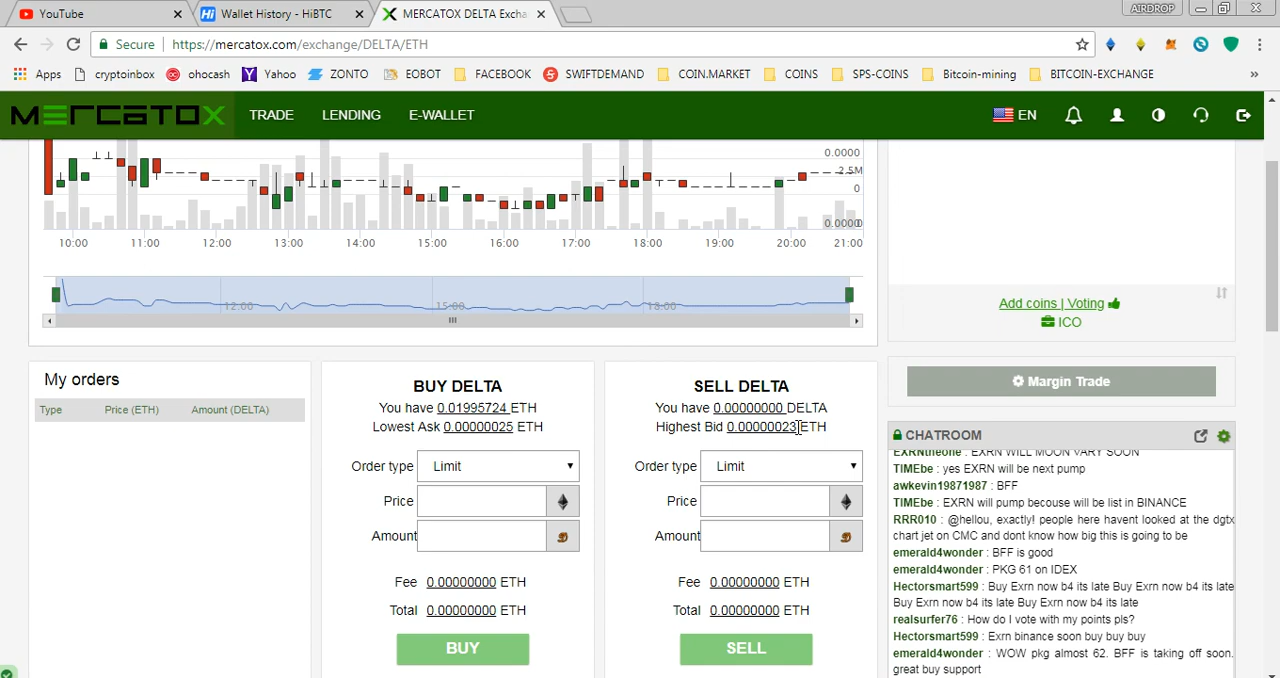 AIRDROP
YouTube
Hi Wallet History - HiBTC
MERCATOX DELTA Excha
Secure
https://mercatox.com/exchange/DELTA/ETH
Apps cryptoinbox ohocash Yahoo ZONTO EOBOT FACEBOOK SWIFTDEMAND COIN.MARKET COINS SPS-COINS Bitcoin-mining BITCOIN-EXCHANGE »
MERCATOX TRADE LENDING E-WALLET EN
0.0000
2.5M
0
0.0000
0
10:00 11:00 12:00 13:00 14:00 15:00 16:00 17:00 18:00 19:00 20:00 21:00
12:00 15:00 18:00
Add coins | Voting
ICO
Margin Trade
My orders
Type Price (ETH) Amount (DELTA)
BUY DELTA
You have 0.01995724 ETH
Lowest Ask 0.00000025 ETH
Order type Limit
Price
Amount
Fee 0.00000000 ETH
Total 0.00000000 ETH
BUY
SELL DELTA
You have 0.00000000 DELTA
Highest Bid 0.00000023 ETH
Order type Limit
Price
Amount
Fee 0.00000000 ETH
Total 0.00000000 ETH
SELL
CHATROOM
EXRNtheone : EXRN WILL MOON VARY SOON
TIMEbe : yes EXRN will be next pump
awkevin19871987 : BFF
TIMEbe : EXRN will pump becouse will be list in BINANCE
RRR010 : @hellou, exactly! people here havent looked at the dgtx
chart jet on CMC and dont know how big this is going to be
emerald4wonder : BFF is good
emerald4wonder : PKG 61 on IDEX
Hectorsmart599 : Buy Exrn now b4 its late Buy Exrn now b4 its late
Buy Exrn now b4 its late Buy Exrn now b4 its late
realsurfer76 : How do I vote with my points pls?
Hectorsmart599 : Exrn binance soon buy buy buy
emerald4wonder : WOW pkg almost 62. BFF is taking off soon.
great buy support